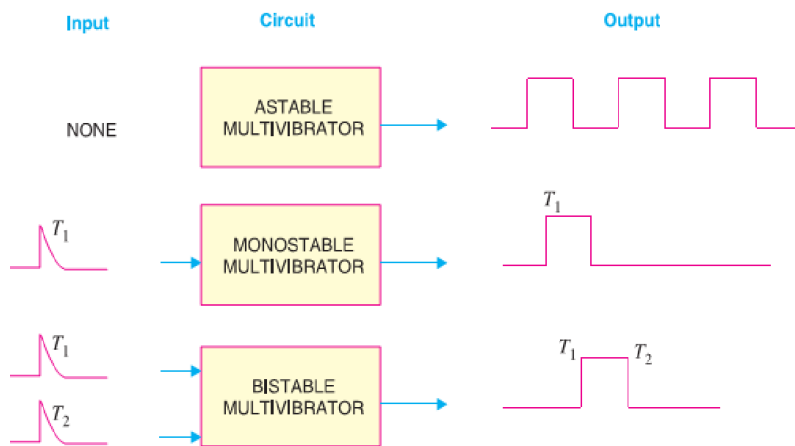 Input Circuit Output
NONE
ASTABLE
MULTIVIBRATOR
T1
MONOSTABLE
MULTIVIBRATOR
T1
T1
T2
BISTABLE
MULTIVIBRATOR
T1
T2